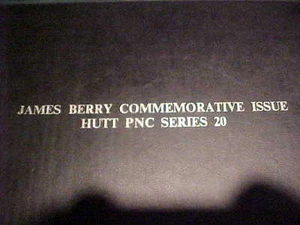 JAMES BERRY COMMEMORATIVE ISSUE
HUTT PNC SERIES 20